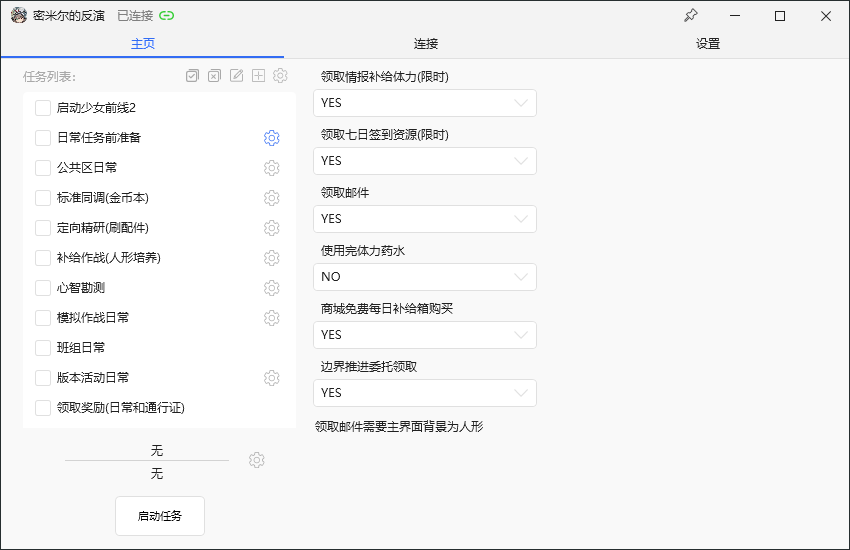 密米尔的反演 已连接
主页 连接 设置
任务列表:
启动少女前线2
日常任务前准备
公共区日常
标准同调(金币本)
定向精研(刷配件)
补给作战(人形培养)
心智勘测
模拟作战日常
班组日常
版本活动日常
领取奖励(日常和通行证)
无
无
启动任务
领取情报补给体力(限时)
YES
领取七日签到资源(限时)
YES
领取邮件
YES
使用完体力药水
NO
商城免费每日补给箱购买
YES
边界推进委托领取
YES
领取邮件需要主界面背景为人形